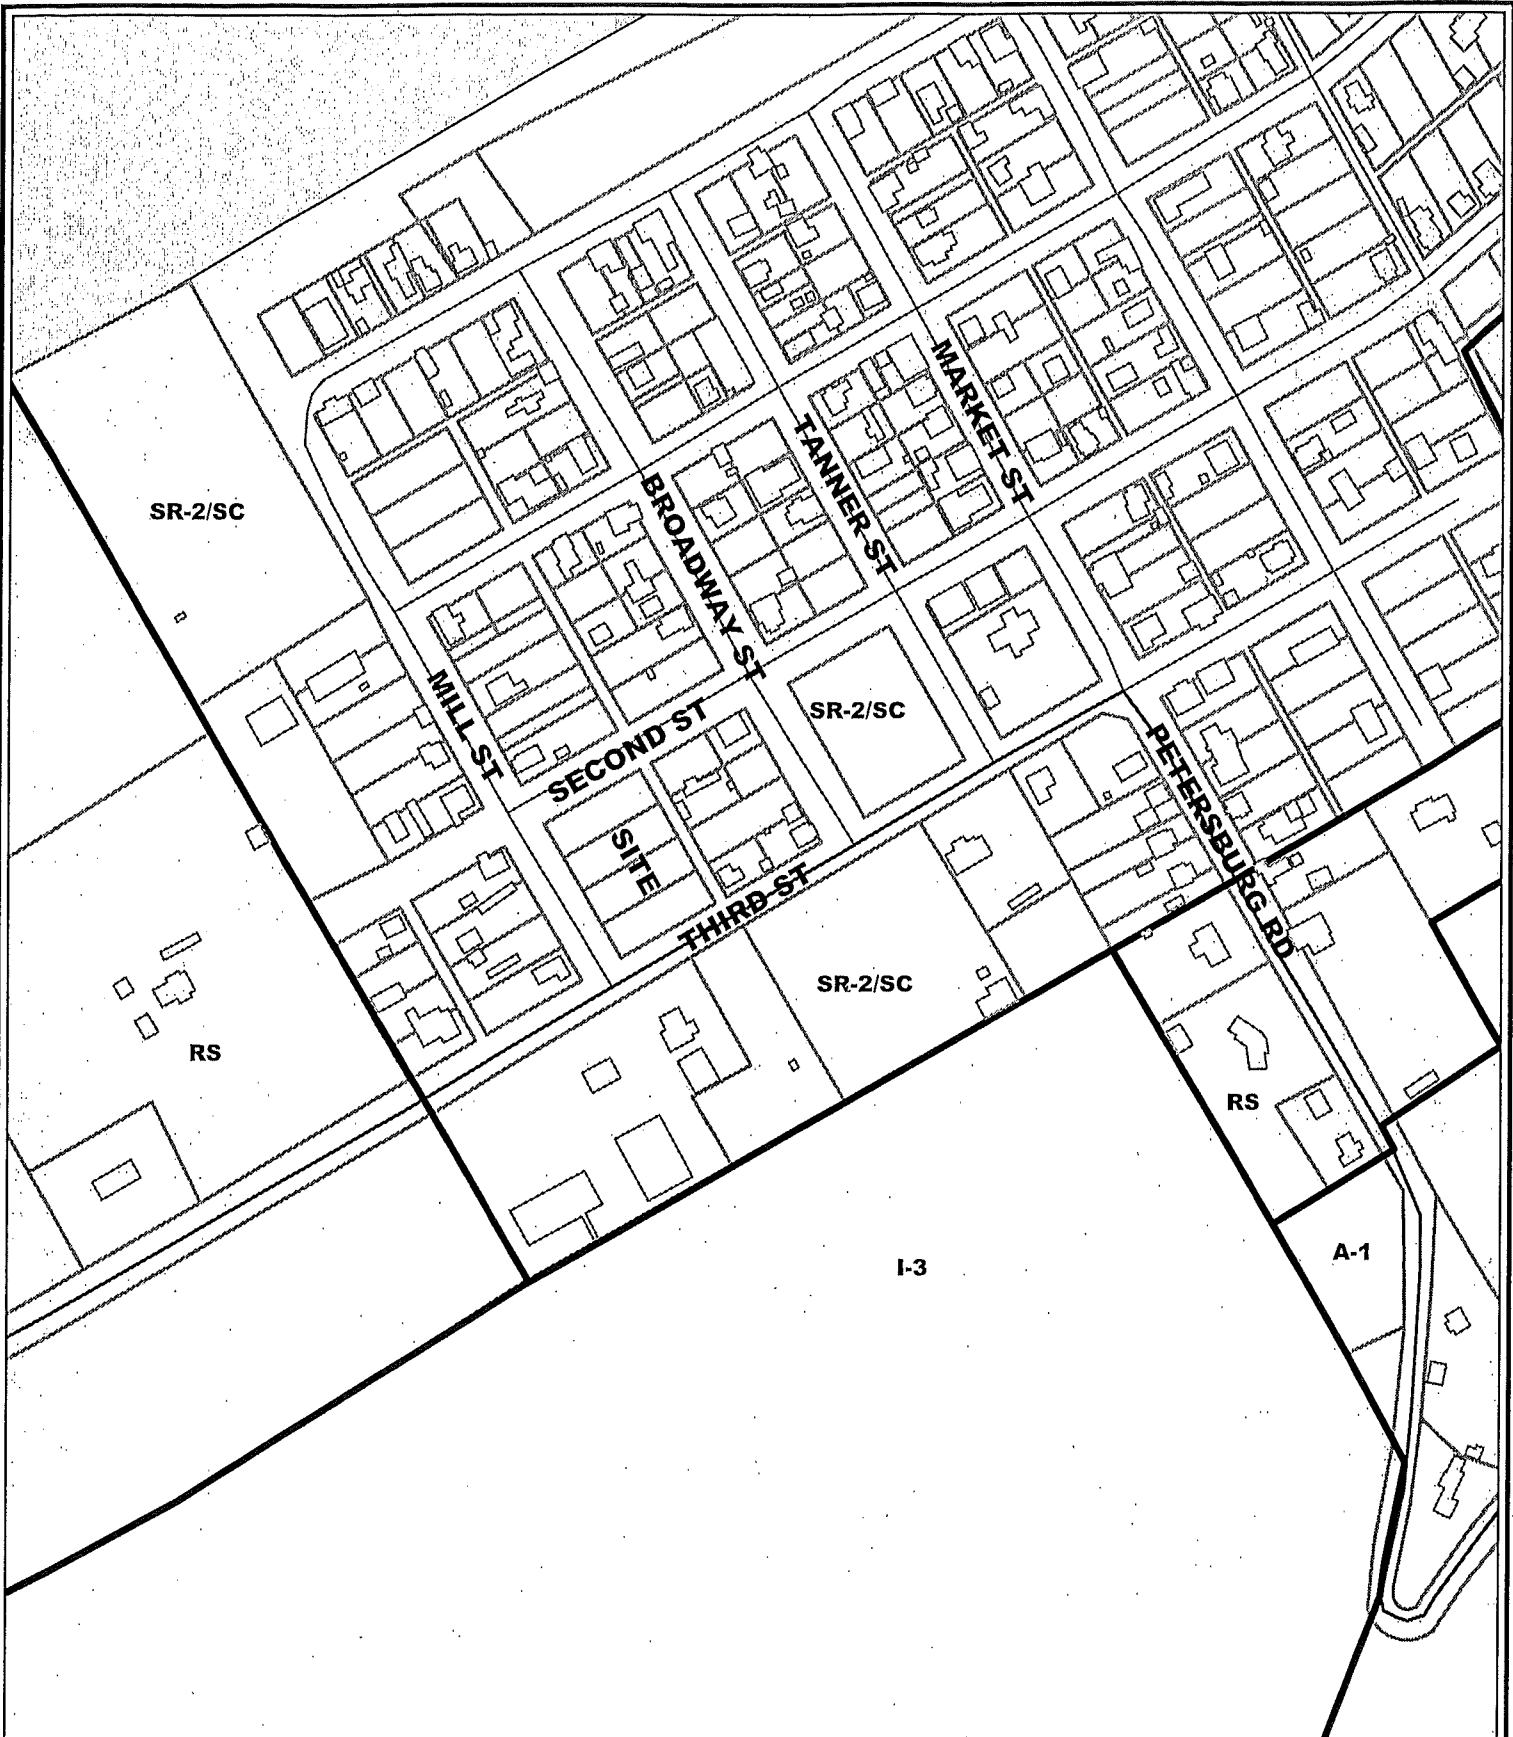 MARKET ST
TANNER ST
BROADWAY ST
SR-2/SC
MILL ST
SECOND ST
SR-2/SC
PETERSBURG RD
SITE
THIRD ST
SR-2/SC
RS
RS
A-1
I-3